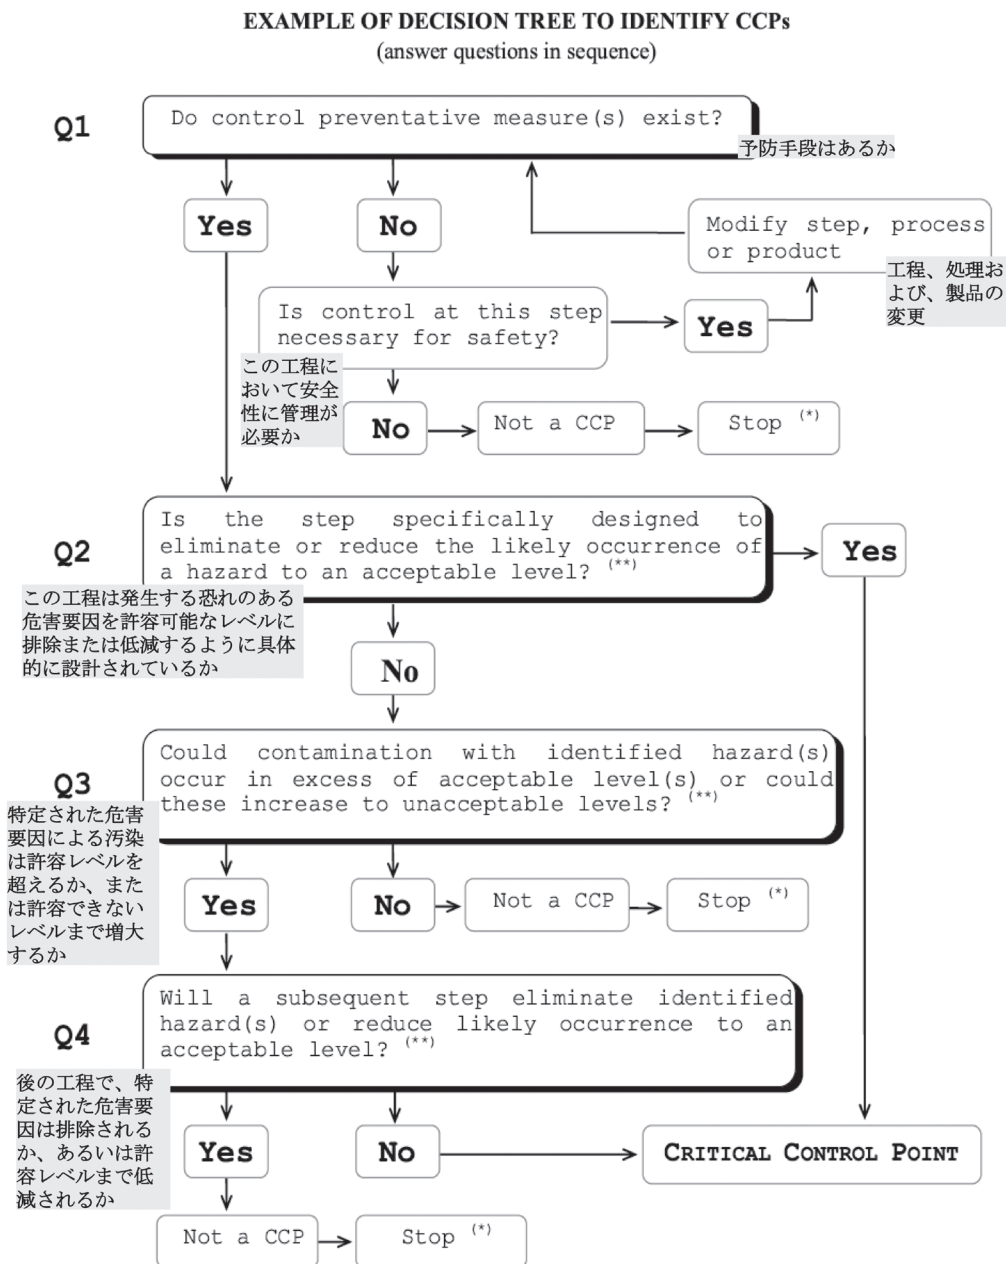 EXAMPLE OF DECISION TREE TO IDENTIFY CCPs
(answer questions in sequence)
Q1
Do control preventative measure(s) exist?
予防手段はあるか
Yes
No
Modify step, process
or product
工程、処理お
よび、製品の
変更
Is control at this step
necessary for safety?
Yes
この工程に
おいて安全
性に管理が
必要か
No
Not a CCP
Stop (*)
Q2
Is the step specifically designed to
eliminate or reduce the likely occurrence of
a hazard to an acceptable level? (**)
Yes
この工程は発生する恐れのある
危害要因を許容可能なレベルに
排除または低減するように具体
的に設計されているか
No
Q3
Could contamination with identified hazard(s)
occur in excess of acceptable level(s) or could
these increase to unacceptable levels? (**)
特定された危害
要因による汚染
は許容レベルを
超えるか、また
は許容できない
レベルまで増大
するか
Yes
No
Not a CCP
Stop (*)
Q4
Will a subsequent step eliminate identified
hazard(s) or reduce likely occurrence to an
acceptable level? (**)
後の工程で、特
定された危害要
因は排除される
か、あるいは許
容レベルまで低
減されるか
Yes
No
CRITICAL CONTROL POINT
Not a CCP
Stop (*)